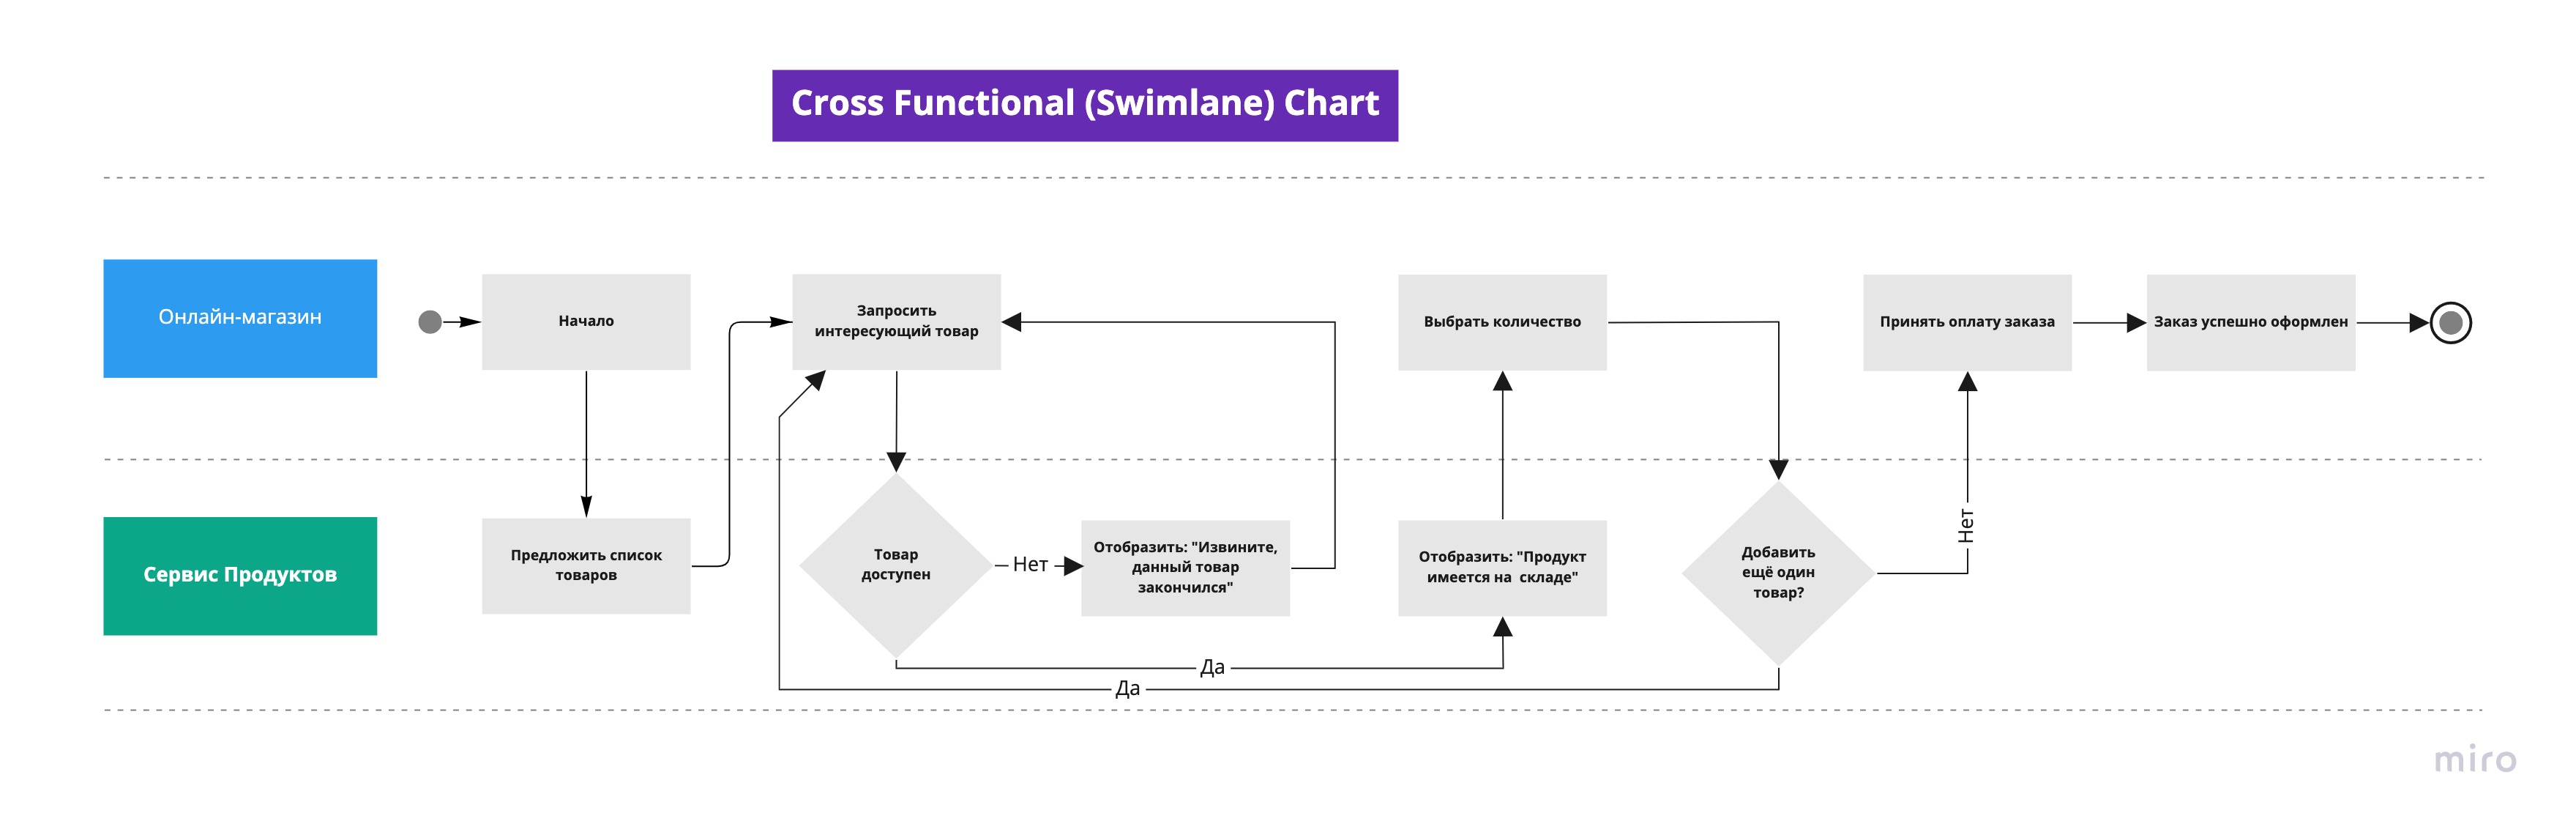 Cross Functional (Swimlane) Chart
Онлайн-магазин
Начало
Запросить
интересующий товар
Выбрать количество
Принять оплату заказа
Заказ успешно оформлен
Сервис Продуктов
Предложить список
товаров
Товар
доступен
Нет
Отобразить: "Извините,
данный товар
закончился"
Отобразить: "Продукт
имеется на  складе"
Добавить
ещё один
товар?
Нет
Да
Да
miro